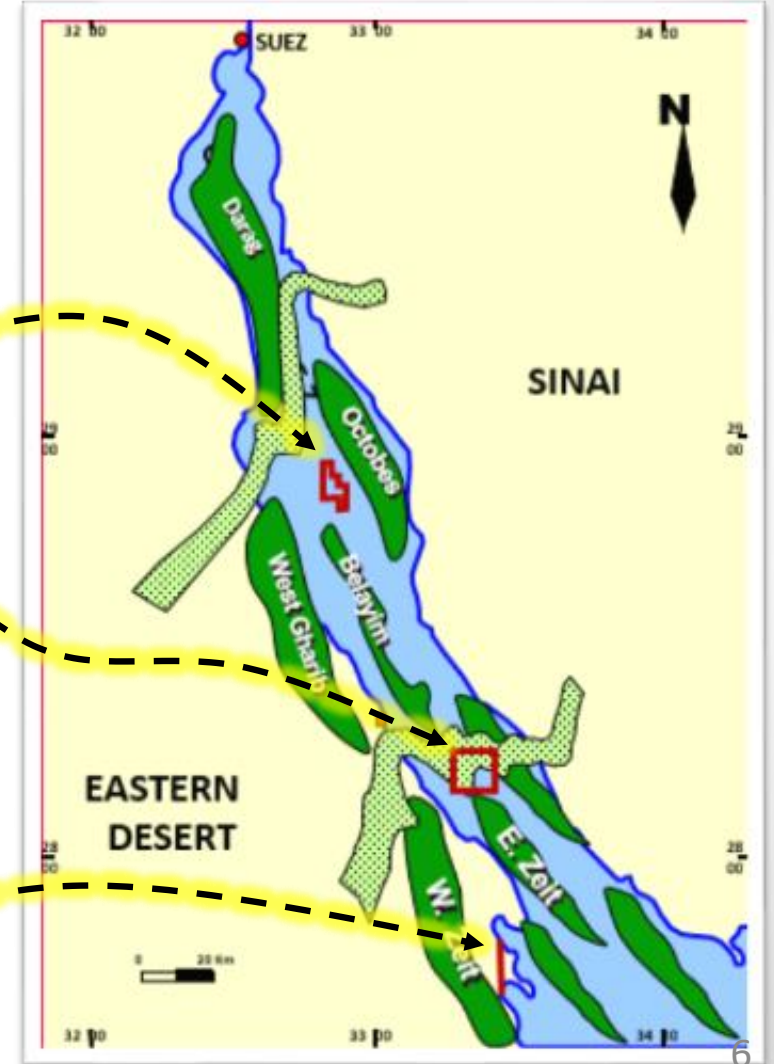 32 00
33 00
34 00
SUEZ
N
Darag
SINAI
29
00
29
00
Octobes
Belayim
West Gharib
EASTERN
DESERT
28
00
28
00
E. Zeit
W. Zeit
0 20 Km
32 00
33 00
34 00
6